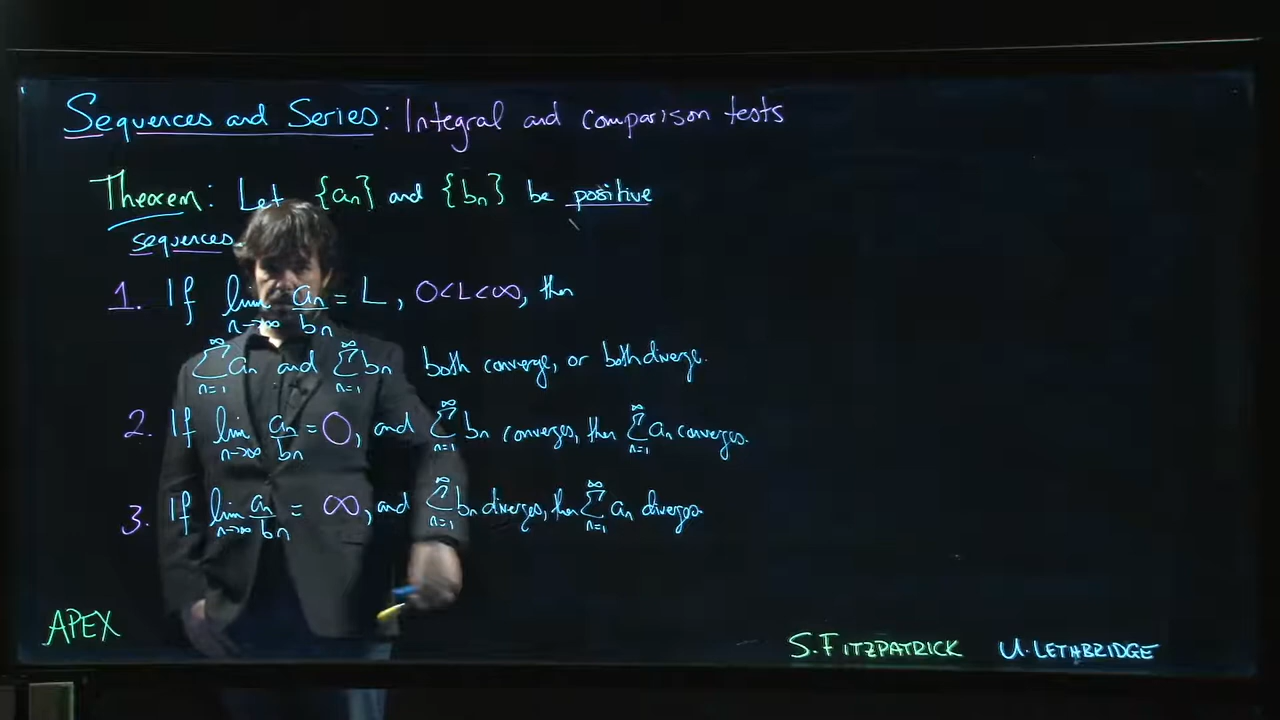 Sequences and Series: Integral and comparison tests
Theorem: Let {aₙ} and {bₙ} be positive
sequences.
1. If lim n→∞ aₙ/bₙ = L, 0<L<∞, then
∑ n=1 ∞ aₙ and ∑ n=1 ∞ bₙ both converge, or both diverge.
2. If lim n→∞ aₙ/bₙ = 0, and ∑ n=1 ∞ bₙ converges, then ∑ n=1 ∞ aₙ converges.
3. If lim n→∞ aₙ/bₙ = ∞, and ∑ n=1 ∞ bₙ diverges, then ∑ n=1 ∞ aₙ diverges.
APEX
S. FITZPATRICK U. LETHBRIDGE